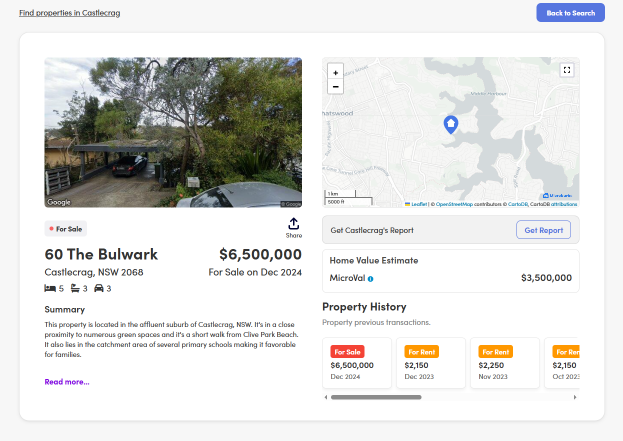 Find properties in Castlecrag
Back to Search
Google
© Google
For Sale
Share
60 The Bulwark
$6,500,000
Castlecrag, NSW 2068
For Sale on Dec 2024
5 3 3
Summary
This property is located in the affluent suburb of Castlecrag, NSW. It's in a close
proximity to numerous green spaces and it's a short walk from Clive Park Beach.
It also lies in the catchment area of several primary schools making it favorable
for families.
Read more...
+
−
hatswood
Middle Harbour
1 km
5000 ft
Leaflet | © OpenStreetMap contributors © CartoDB, CartoDB attributions
Get Castlecrag's Report
Get Report
Home Value Estimate
MicroVal
$3,500,000
Property History
Property previous transactions.
For Sale
$6,500,000
Dec 2024
For Rent
$2,150
Dec 2023
For Rent
$2,250
Nov 2023
For Ren
$2,150
Oct 2023